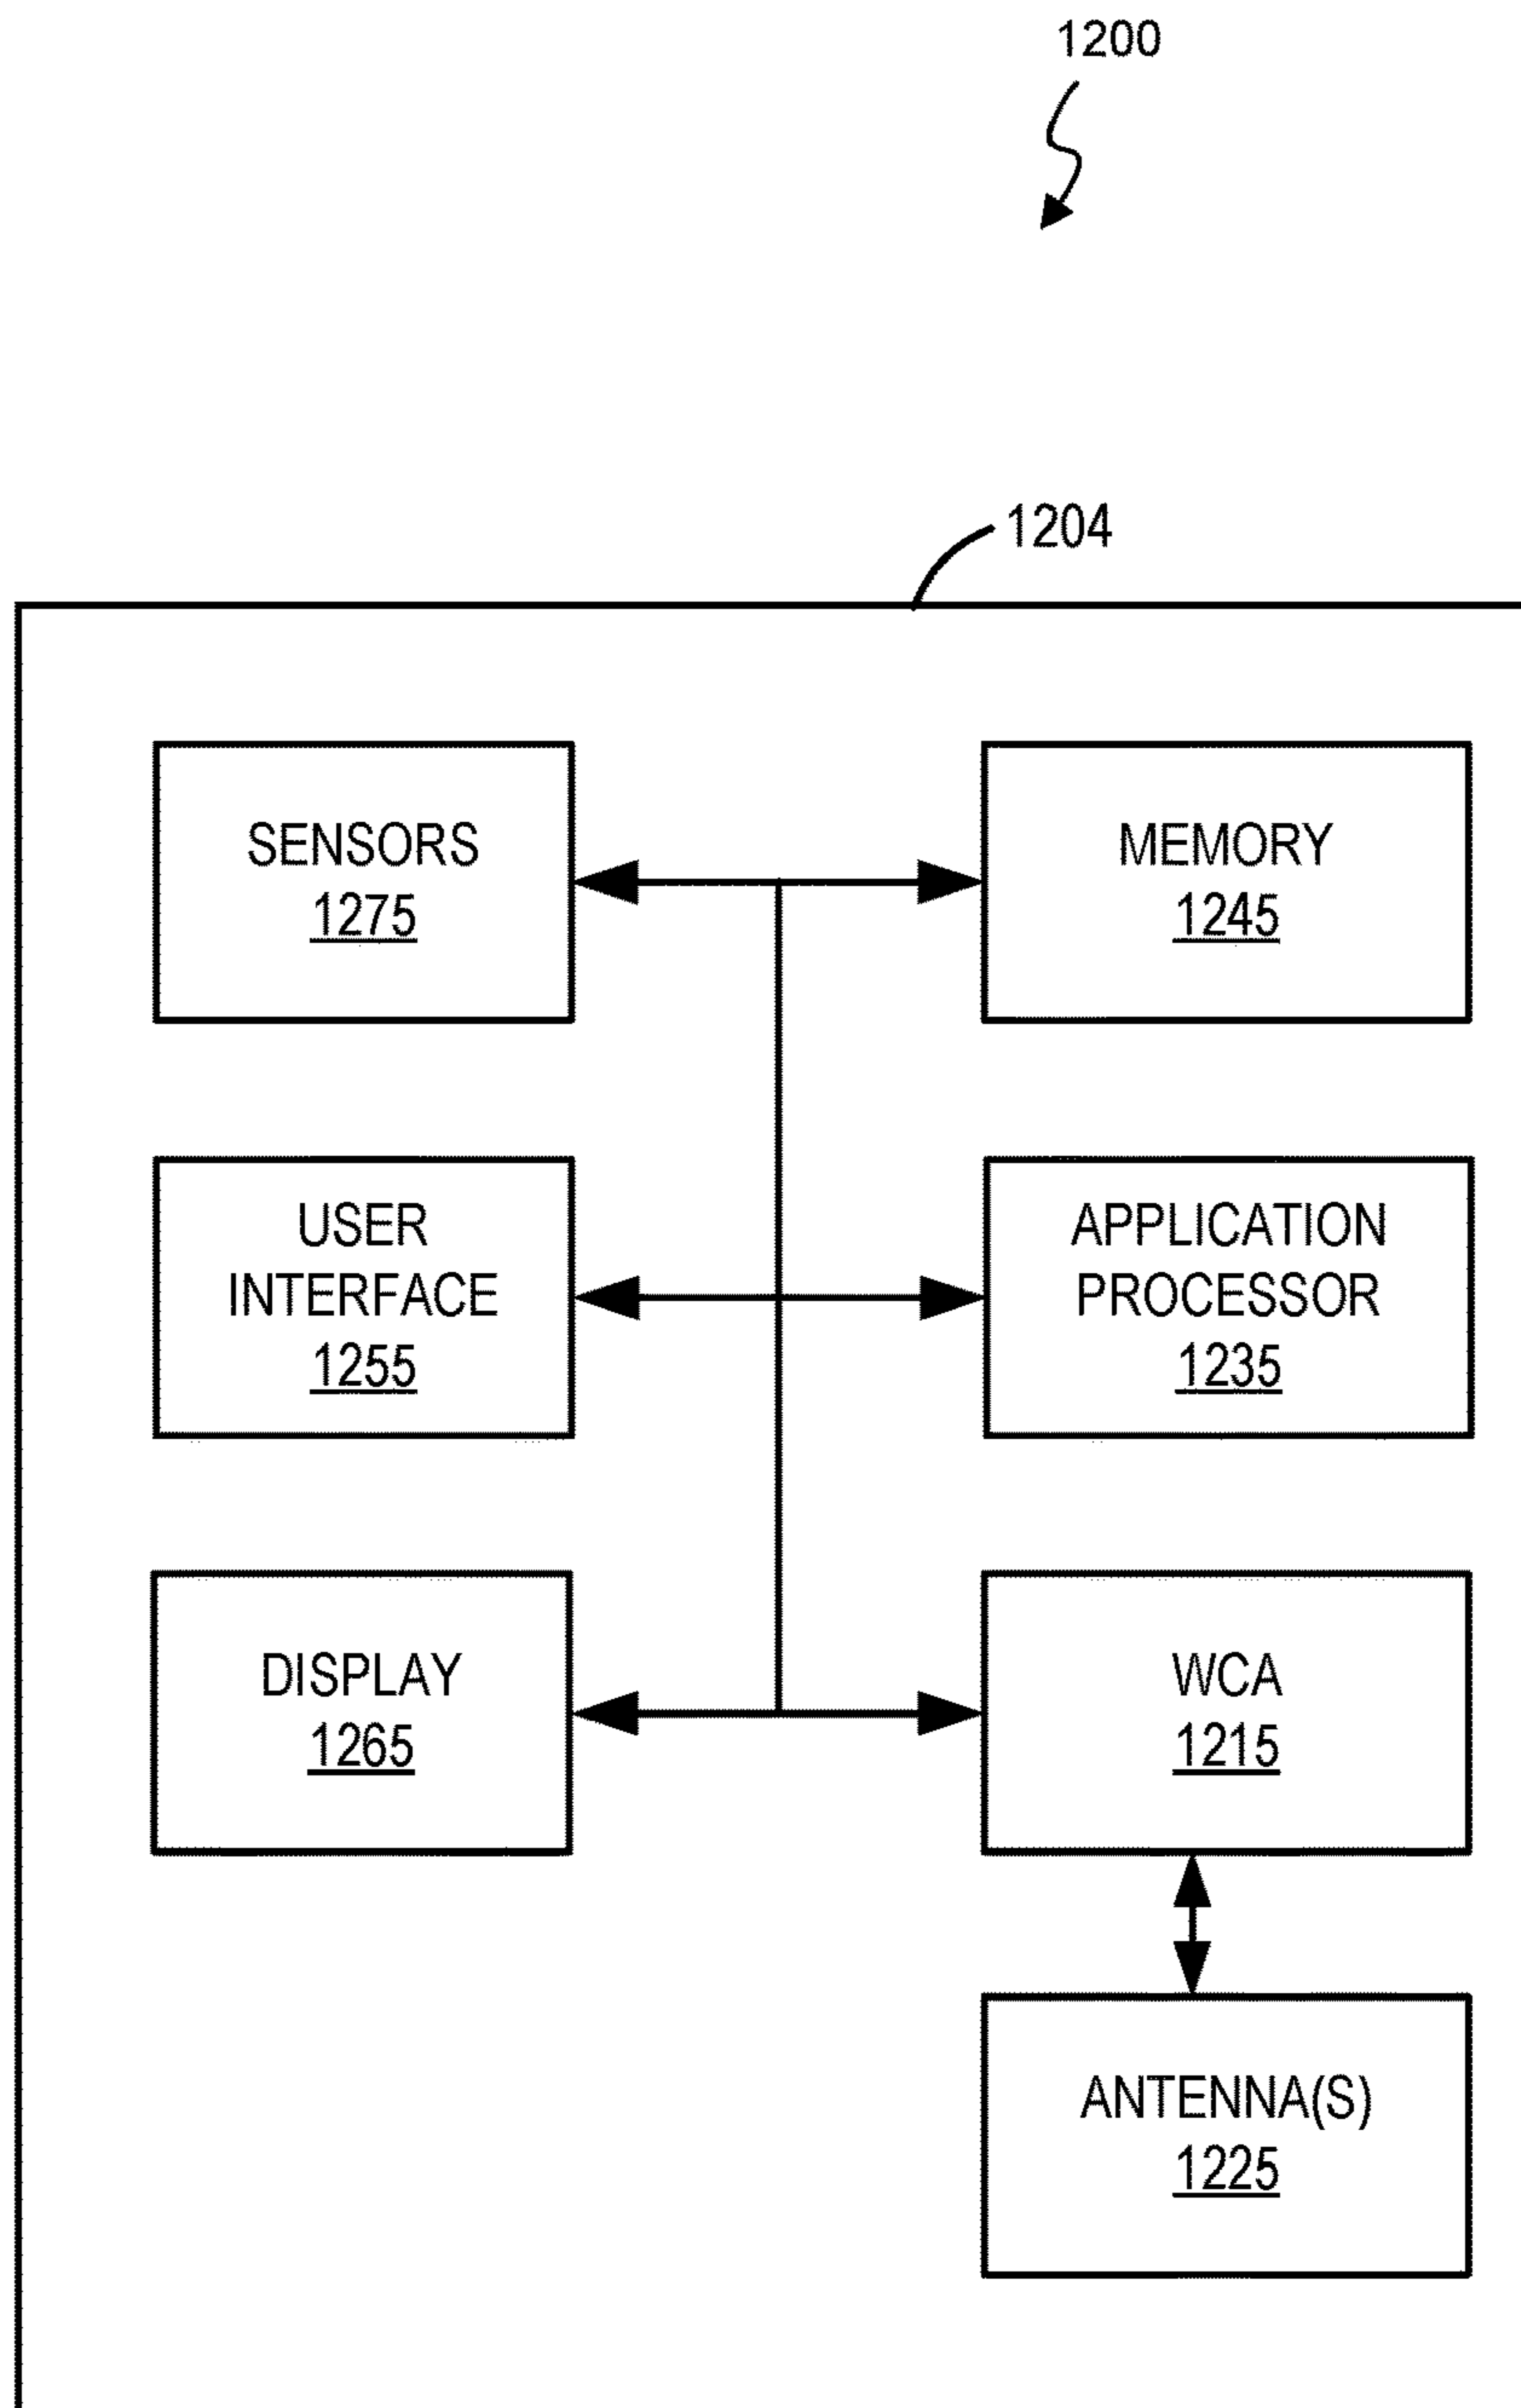 1200
1204
SENSORS
1275
MEMORY
1245
USER
INTERFACE
1255
APPLICATION
PROCESSOR
1235
DISPLAY
1265
WCA
1215
ANTENNA(S)
1225